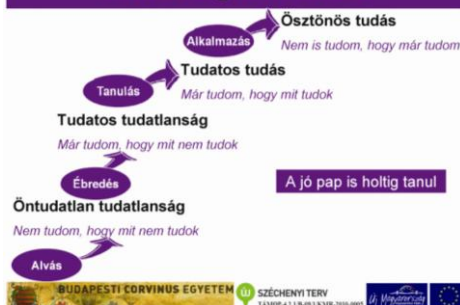 Ösztönös tudás
Alkalmazás
Nem is tudom, hogy már tudom
Tudatos tudás
Tanulás
Már tudom, hogy mit tudok
Tudatos tudatlanság
Már tudom, hogy mit nem tudok
Ébredés
A jó pap is holtig tanul
Öntudatlan tudatlanság
Nem tudom, hogy mit nem tudok
Alvás
BUDAPESTI CORVINUS EGYETEM
SZÉCHENYI TERV